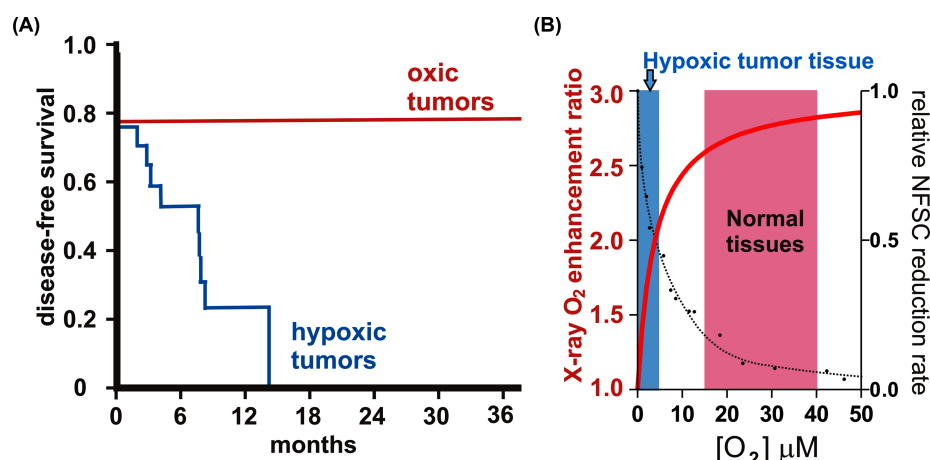 (A)
1.0
0.8
0.6
0.4
0.2
0
disease-free survival
oxic
tumors
hypoxic
tumors
0
6
12
18
24
30
36
months
(B)
Hypoxic tumor tissue
X-ray O2 enhancement ratio
3.0
2.5
2.0
1.5
1.0
Normal
tissues
1.0
0.5
0.0
relative NFSC reduction rate
0
10
20
30
40
50
[O2] μM